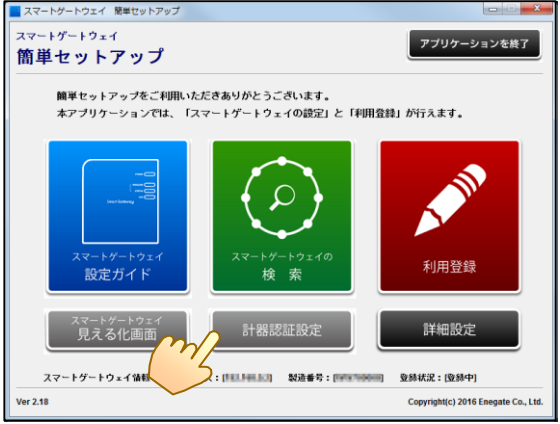 スマートゲートウェイ 簡単セットアップ
スマートゲートウェイ
簡単セットアップ
アプリケーションを終了
簡単セットアップをご利用いただきありがとうございます。
本アプリケーションでは、「スマートゲートウェイの設定」と「利用登録」が行えます。
Smart Gateway
スマートゲートウェイ
設定ガイド
スマートゲートウェイの
検 索
利用登録
スマートゲートウェイ
見える化画面
計器認証設定
詳細設定
スマートゲートウェイ情報 ス:[ ] 製造番号:[ ] 登録状況:[登録中]
Ver 2.18
Copyright(c) 2016 Enegate Co., Ltd.